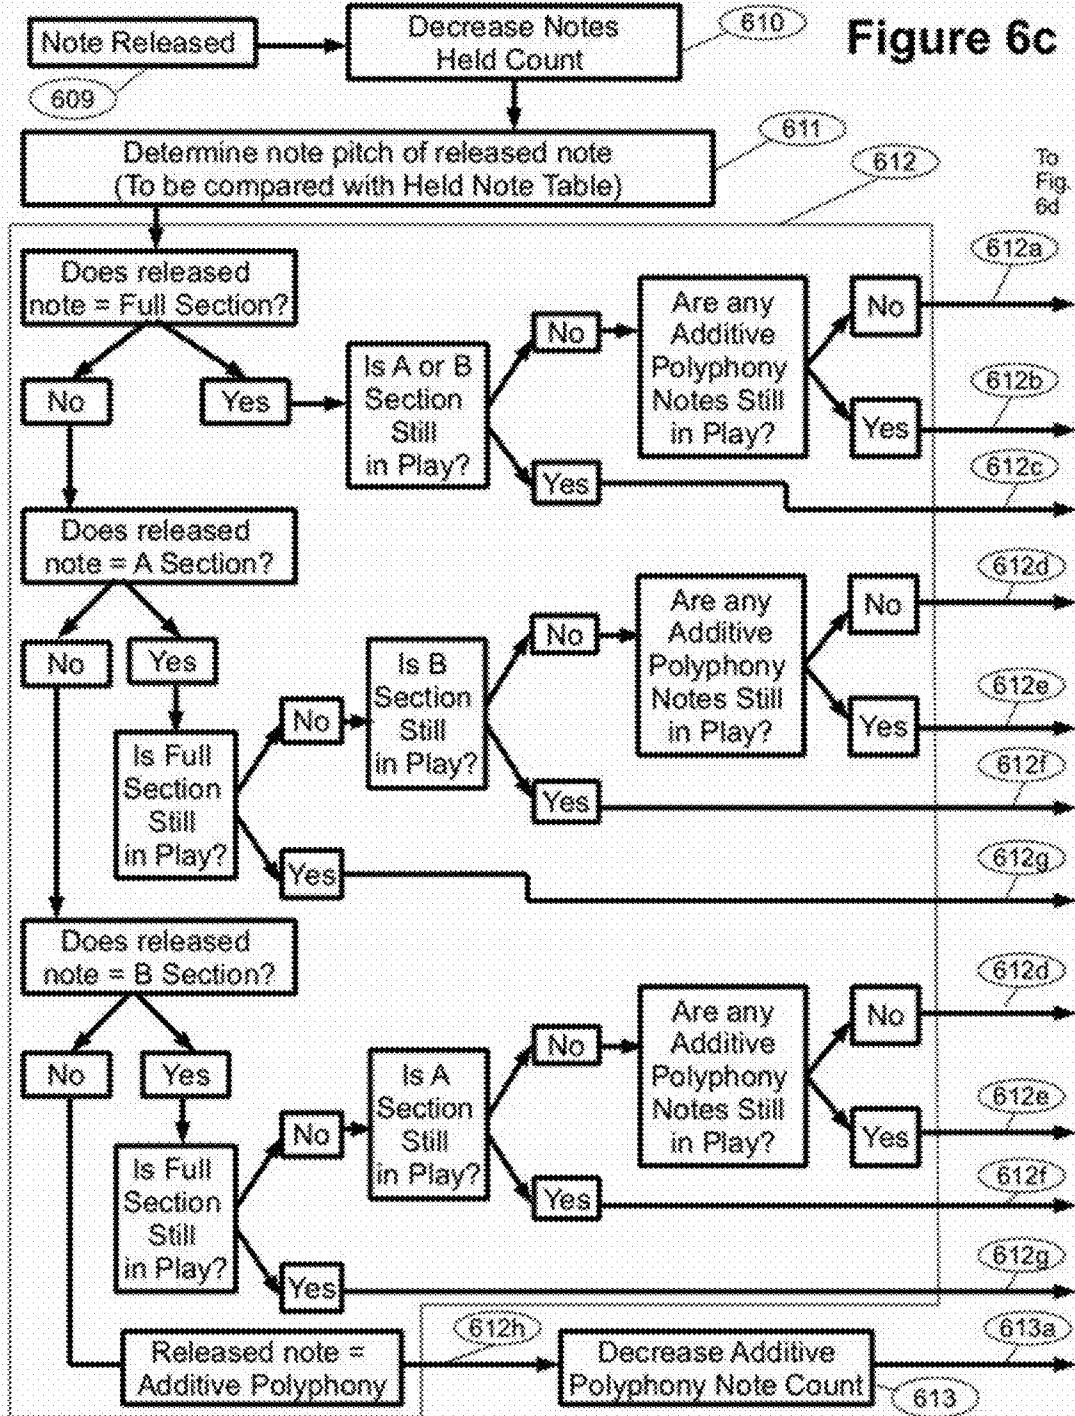 Note Released
Decrease Notes
Held Count
610
Figure 6c
609
Determine note pitch of released note
(To be compared with Held Note Table)
611
612
To
Fig.
6d
Does released
note = Full Section?
No
Yes
Is A or B
Section
Still
in Play?
No
Yes
Are any
Additive
Polyphony
Notes Still
in Play?
No
Yes
612a
612b
612c
Does released
note = A Section?
No
Yes
Is Full
Section
Still
in Play?
No
Yes
Is B
Section
Still
in Play?
No
Yes
Are any
Additive
Polyphony
Notes Still
in Play?
No
Yes
612d
612e
612f
612g
Does released
note = B Section?
No
Yes
Is Full
Section
Still
in Play?
No
Yes
Is A
Section
Still
in Play?
No
Yes
Are any
Additive
Polyphony
Notes Still
in Play?
No
Yes
612d
612e
612f
612g
Released note =
Additive Polyphony
612h
Decrease Additive
Polyphony Note Count
613
613a